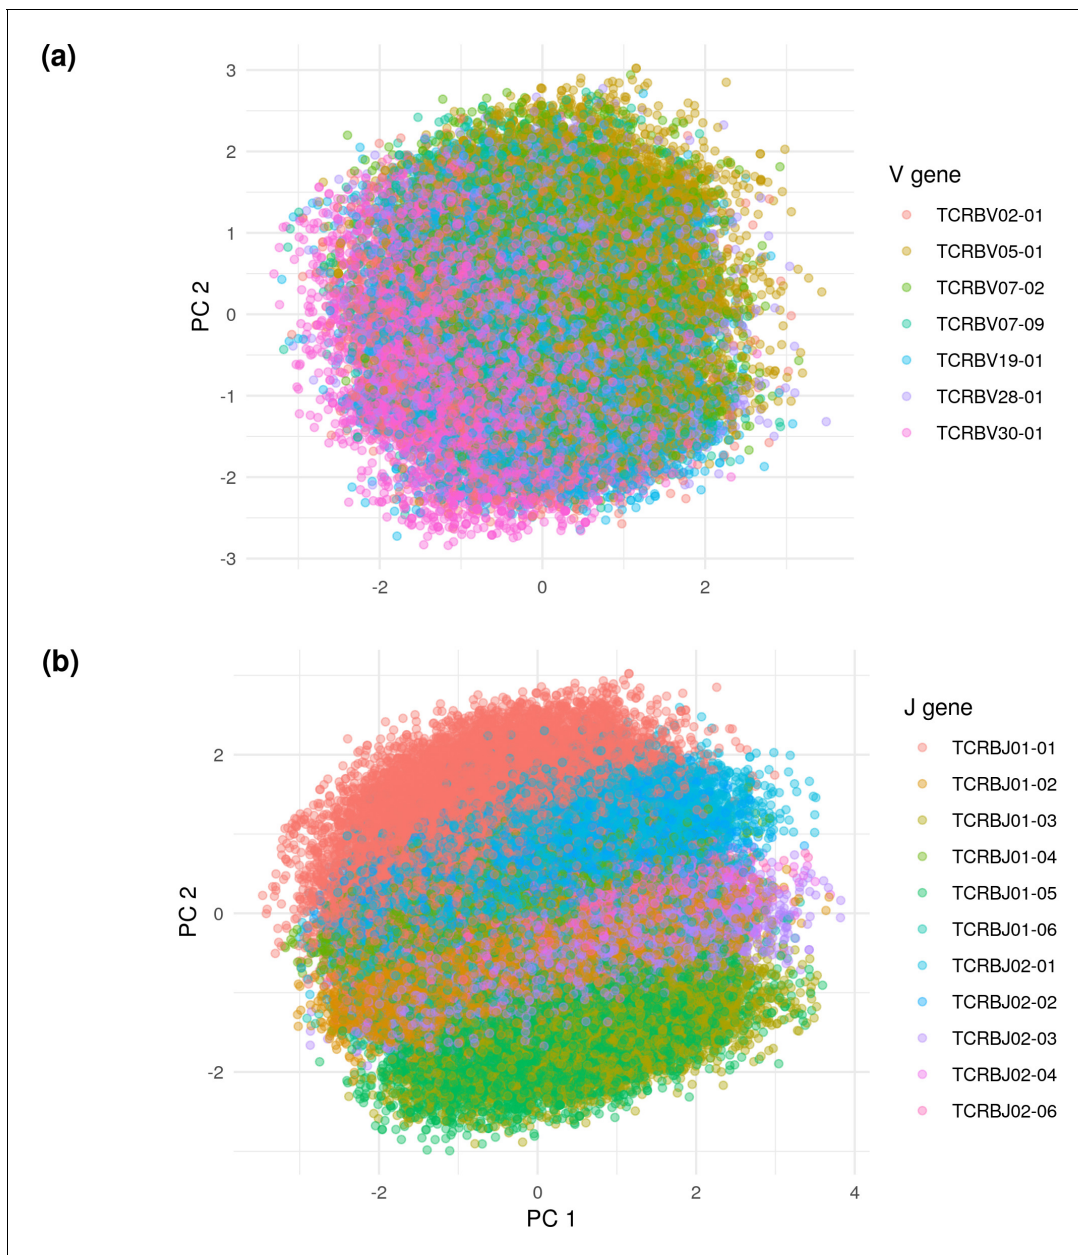 (a)
3
2
1
0
-1
-2
-3
PC 2
-2 0 2
V gene
TCRBV02-01
TCRBV05-01
TCRBV07-02
TCRBV07-09
TCRBV19-01
TCRBV28-01
TCRBV30-01
(b)
2
0
-2
PC 2
-2 0 2 4
PC 1
J gene
TCRBJ01-01
TCRBJ01-02
TCRBJ01-03
TCRBJ01-04
TCRBJ01-05
TCRBJ01-06
TCRBJ02-01
TCRBJ02-02
TCRBJ02-03
TCRBJ02-04
TCRBJ02-06